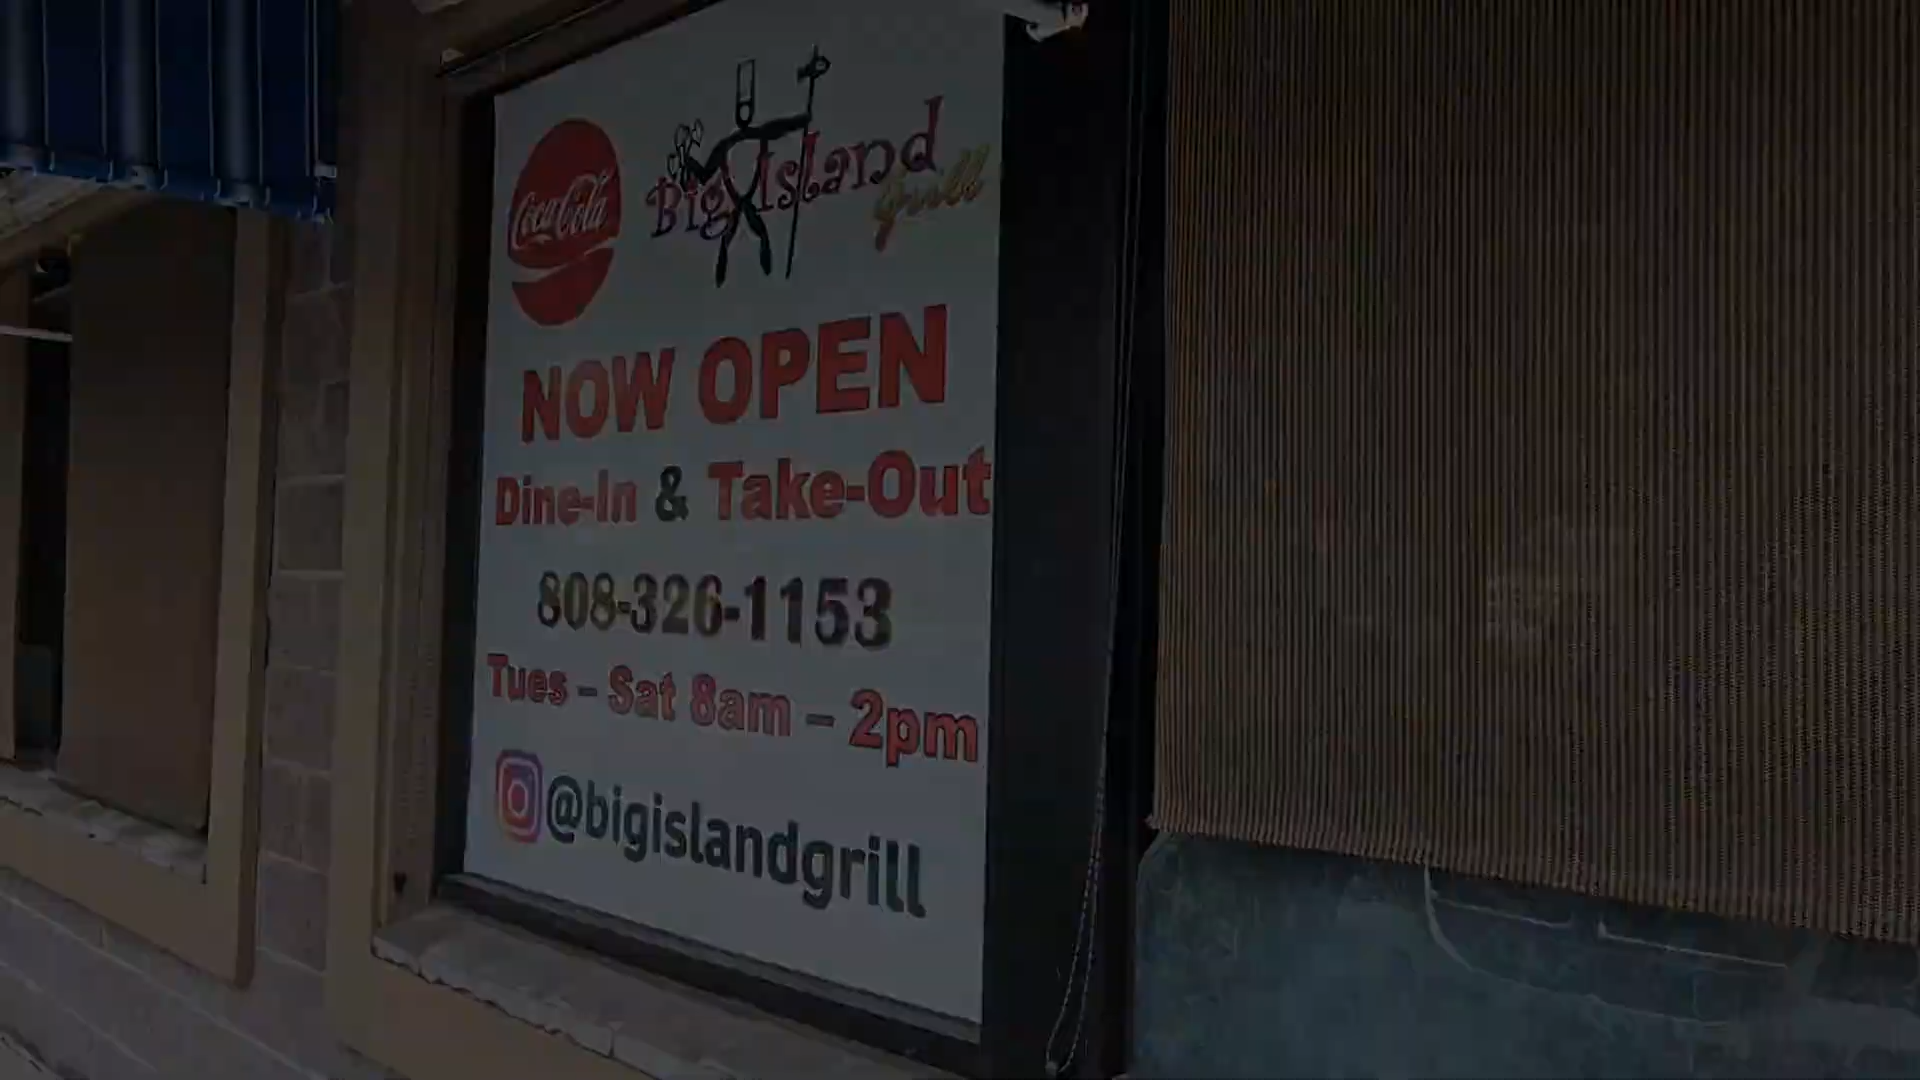 Coca-Cola
Big Island
Grill
NOW OPEN
Dine-In & Take-Out
808-326-1153
Tues – Sat 8am – 2pm
@bigislandgrill